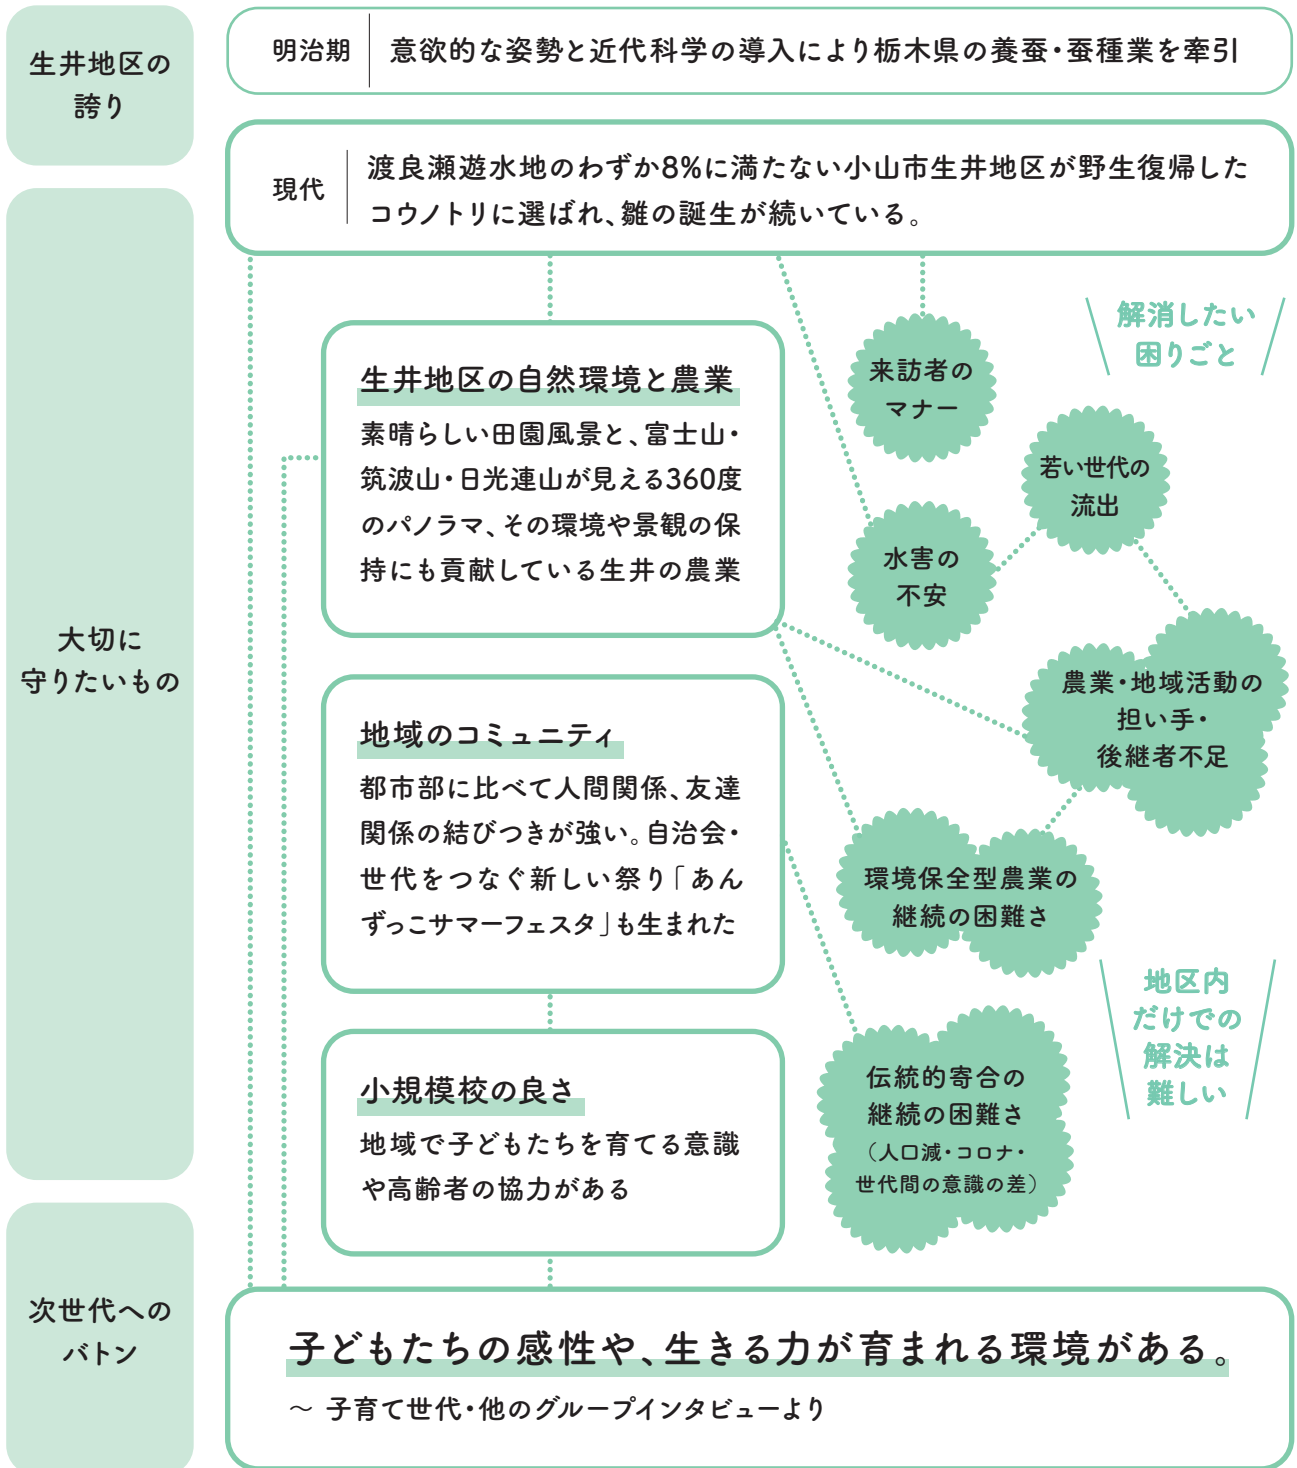 生井地区の
誇り
明治期
意欲的な姿勢と近代科学の導入により栃木県の養蚕・蚕種業を牽引
現代
渡良瀬遊水地のわずか8%に満たない小山市生井地区が野生復帰した
コウノトリに選ばれ、雛の誕生が続いている。
大切に
守りたいもの
生井地区の自然環境と農業
素晴らしい田園風景と、富士山・
筑波山・日光連山が見える360度
のパノラマ、その環境や景観の保
持にも貢献している生井の農業
地域のコミュニティ
都市部に比べて人間関係、友達
関係の結びつきが強い。自治会・
世代をつなぐ新しい祭り「あん
ずっこサマーフェスタ」も生まれた
小規模校の良さ
地域で子どもたちを育てる意識
や高齢者の協力がある
解消したい
困りごと
来訪者の
マナー
若い世代の
流出
水害の
不安
農業・地域活動の
担い手・
後継者不足
環境保全型農業の
継続の困難さ
地区内
だけでの
解決は
難しい
伝統的寄合の
継続の困難さ
（人口減・コロナ・
世代間の意識の差）
次世代への
バトン
子どもたちの感性や、生きる力が育まれる環境がある。
～ 子育て世代・他のグループインタビューより